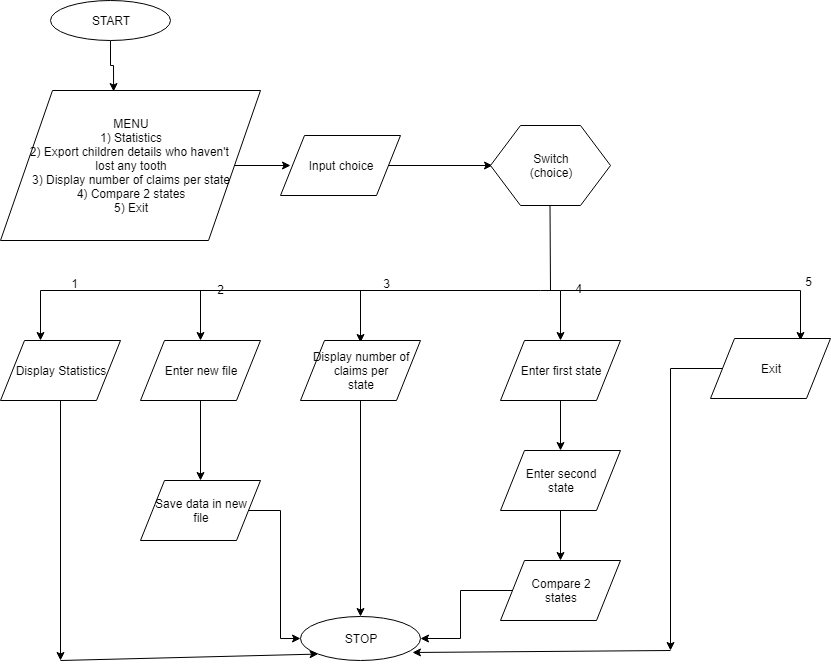 START
MENU
1) Statistics
2) Export children details who haven't
lost any tooth
3) Display number of claims per state
4) Compare 2 states
5) Exit
Input choice
Switch
(choice)
1
2
3
4
5
Display Statistics
Enter new file
Display number of
claims per
state
Enter first state
Exit
Enter second
state
Save data in new
file
Compare 2
states
STOP